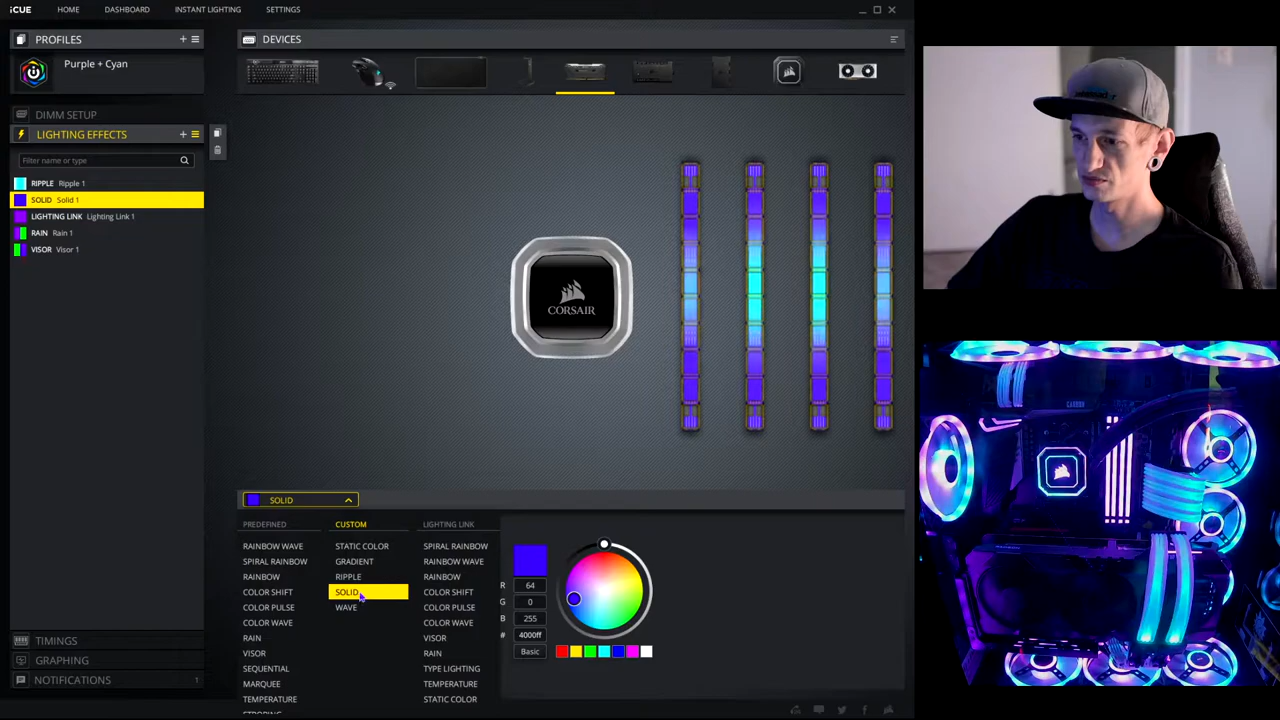 iCUE HOME DASHBOARD INSTANT LIGHTING SETTINGS
PROFILES
Purple + Cyan
DIMM SETUP
LIGHTING EFFECTS
Filter name or type
RIPPLE Ripple 1
SOLID Solid 1
LIGHTING LINK Lighting Link 1
RAIN Rain 1
VISOR Visor 1
TIMINGS
GRAPHING
NOTIFICATIONS 1
DEVICES
CORSAIR
SOLID
PREDEFINED
RAINBOW WAVE
SPIRAL RAINBOW
RAINBOW
COLOR SHIFT
COLOR PULSE
COLOR WAVE
RAIN
VISOR
SEQUENTIAL
MARQUEE
TEMPERATURE
STROBING
CUSTOM
STATIC COLOR
GRADIENT
RIPPLE
SOLID
WAVE
LIGHTING LINK
SPIRAL RAINBOW
RAINBOW WAVE
RAINBOW
COLOR SHIFT
COLOR PULSE
COLOR WAVE
VISOR
RAIN
TYPE LIGHTING
TEMPERATURE
STATIC COLOR
R 64
G 0
B 255
# 4000ff
Basic
CARBON